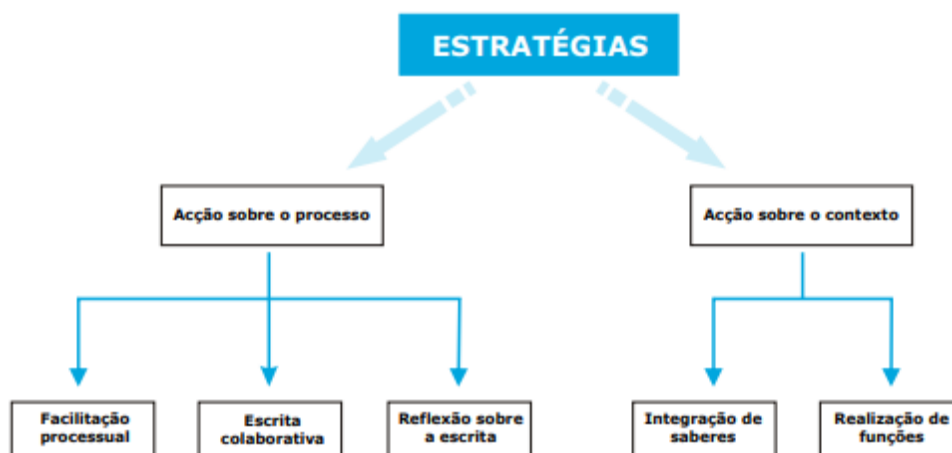 ESTRATÉGIAS
Acção sobre o processo
Acção sobre o contexto
Facilitação
processual
Escrita
colaborativa
Reflexão sobre
a escrita
Integração de
saberes
Realização de
funções